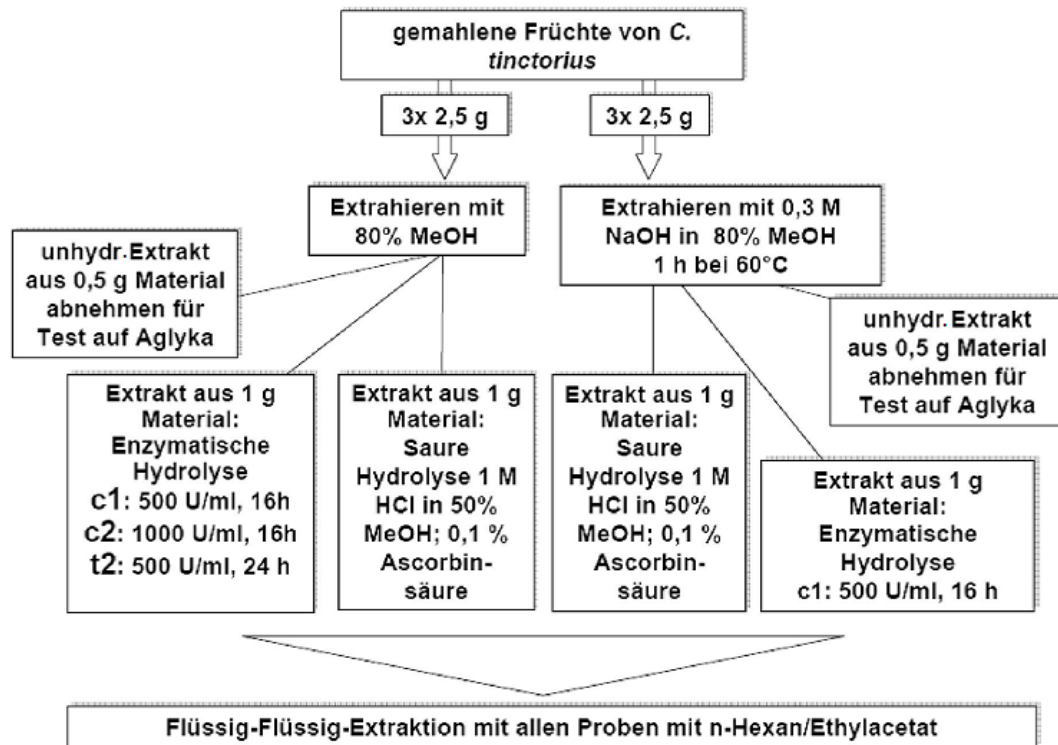 gemahlene Früchte von C.
tinctorius
3x 2,5 g
3x 2,5 g
Extrahieren mit
80% MeOH
Extrahieren mit 0,3 M
NaOH in 80% MeOH
1 h bei 60°C
unhydr.Extrakt
aus 0,5 g Material
abnehmen für
Test auf Aglyka
unhydr.Extrakt
aus 0,5 g Material
abnehmen für
Test auf Aglyka
Extrakt aus 1 g
Material:
Enzymatische
Hydrolyse
c1: 500 U/ml, 16h
c2: 1000 U/ml, 16h
t2: 500 U/ml, 24 h
Extrakt aus 1 g
Material:
Saure
Hydrolyse 1 M
HCl in 50%
MeOH; 0,1 %
Ascorbin-
säure
Extrakt aus 1 g
Material:
Saure
Hydrolyse 1 M
HCl in 50%
MeOH; 0,1 %
Ascorbin-
säure
Extrakt aus 1 g
Material:
Enzymatische
Hydrolyse
c1: 500 U/ml, 16 h
Flüssig-Flüssig-Extraktion mit allen Proben mit n-Hexan/Ethylacetat